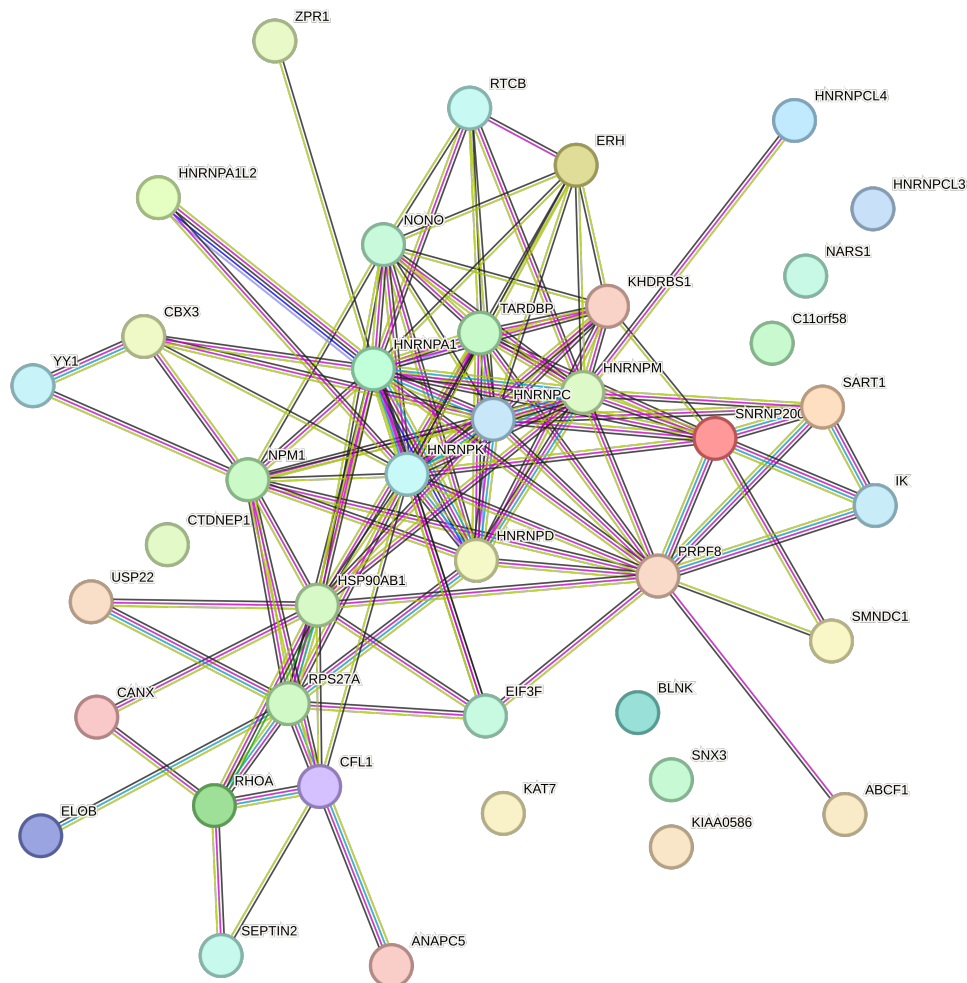 ZPR1
RTCB
HNRNPCL4
ERH
HNRNPA1L2
HNRNPCL3
NONO
NARS1
KHDRBS1
TARDBP
CBX3
C11orf58
HNRNPA1
YY1
HNRNPM
SART1
HNRNPC
SNRNP200
HNRNPK
NPM1
IK
CTDNEP1
HNRNPD
PRPF8
USP22
HSP90AB1
SMNDC1
RPS27A
CANX
EIF3F
BLNK
SNX3
CFL1
RHOA
KAT7
ABCF1
ELOB
KIAA0586
SEPTIN2
ANAPC5